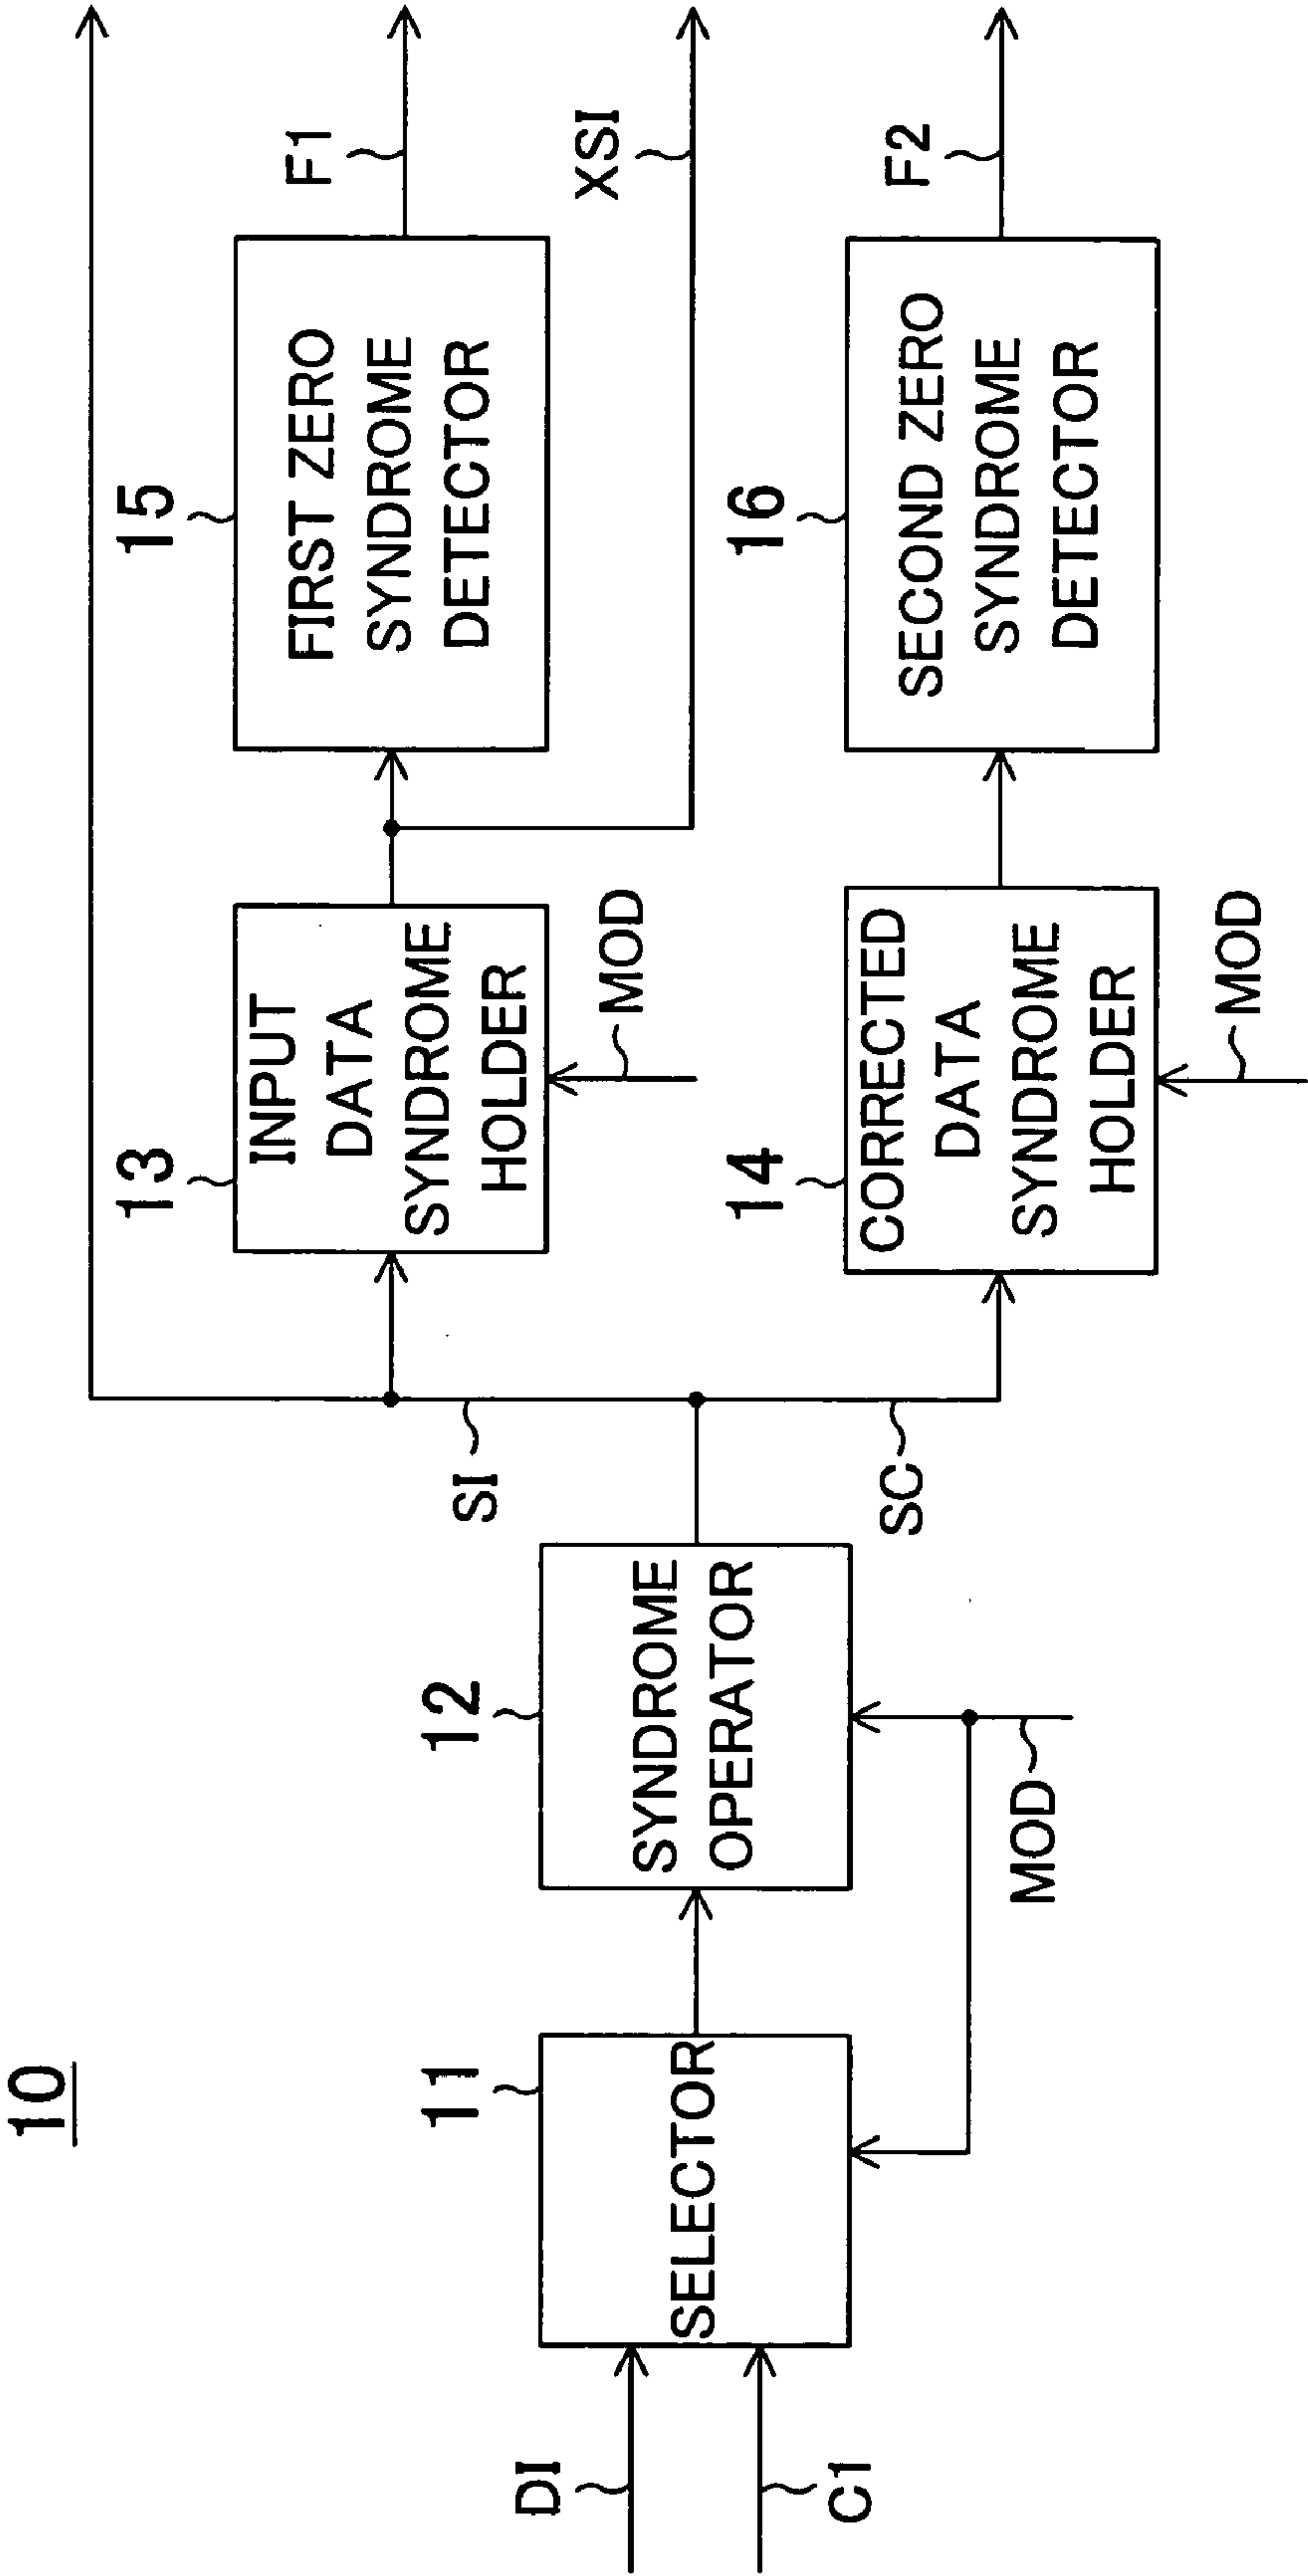 10
DI
C1
11
SELECTOR
12
SYNDROME
OPERATOR
MOD
SI
SC
13
INPUT
DATA
SYNDROME
HOLDER
MOD
14
CORRECTED
DATA
SYNDROME
HOLDER
MOD
15
FIRST ZERO
SYNDROME
DETECTOR
F1
XSI
16
SECOND ZERO
SYNDROME
DETECTOR
F2